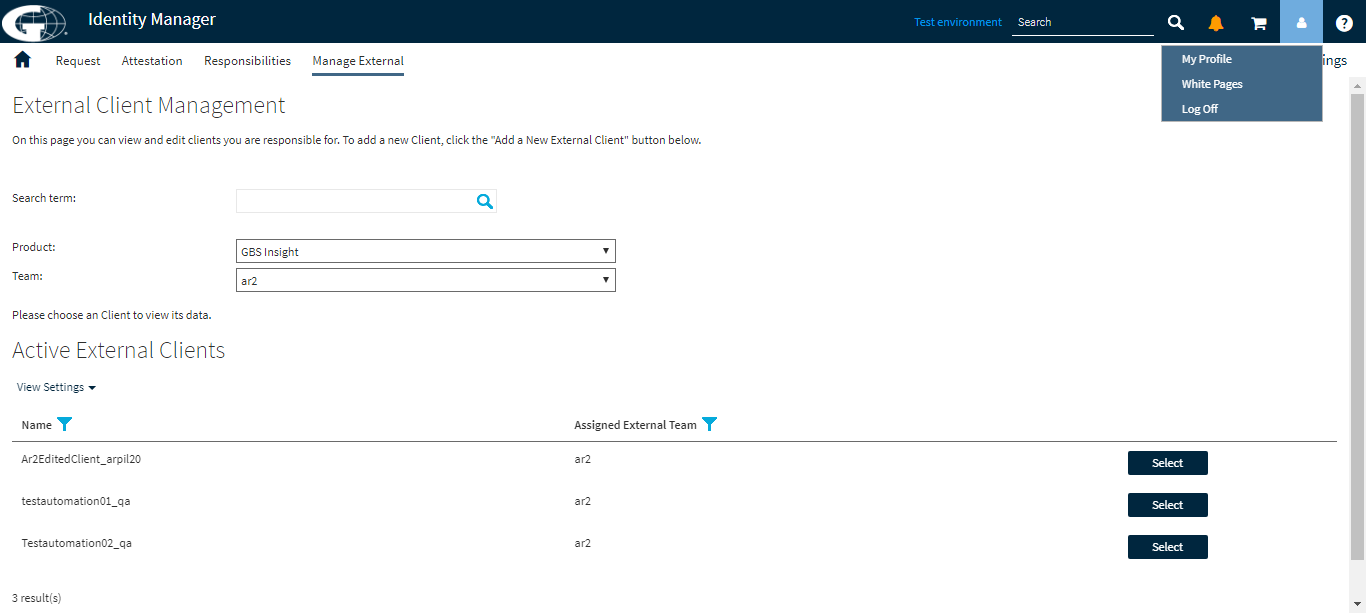 Identity Manager
Test environment
Search
Request Attestation Responsibilities Manage External
My Profile
White Pages
Log Off
External Client Management
On this page you can view and edit clients you are responsible for. To add a new Client, click the "Add a New External Client" button below.
Search term:
Product: GBS Insight
Team: ar2
Please choose an Client to view its data.
Active External Clients
View Settings
Name Assigned External Team
Ar2EditedClient_arpil20 ar2 Select
testautomation01_qa ar2 Select
Testautomation02_qa ar2 Select
3 result(s)